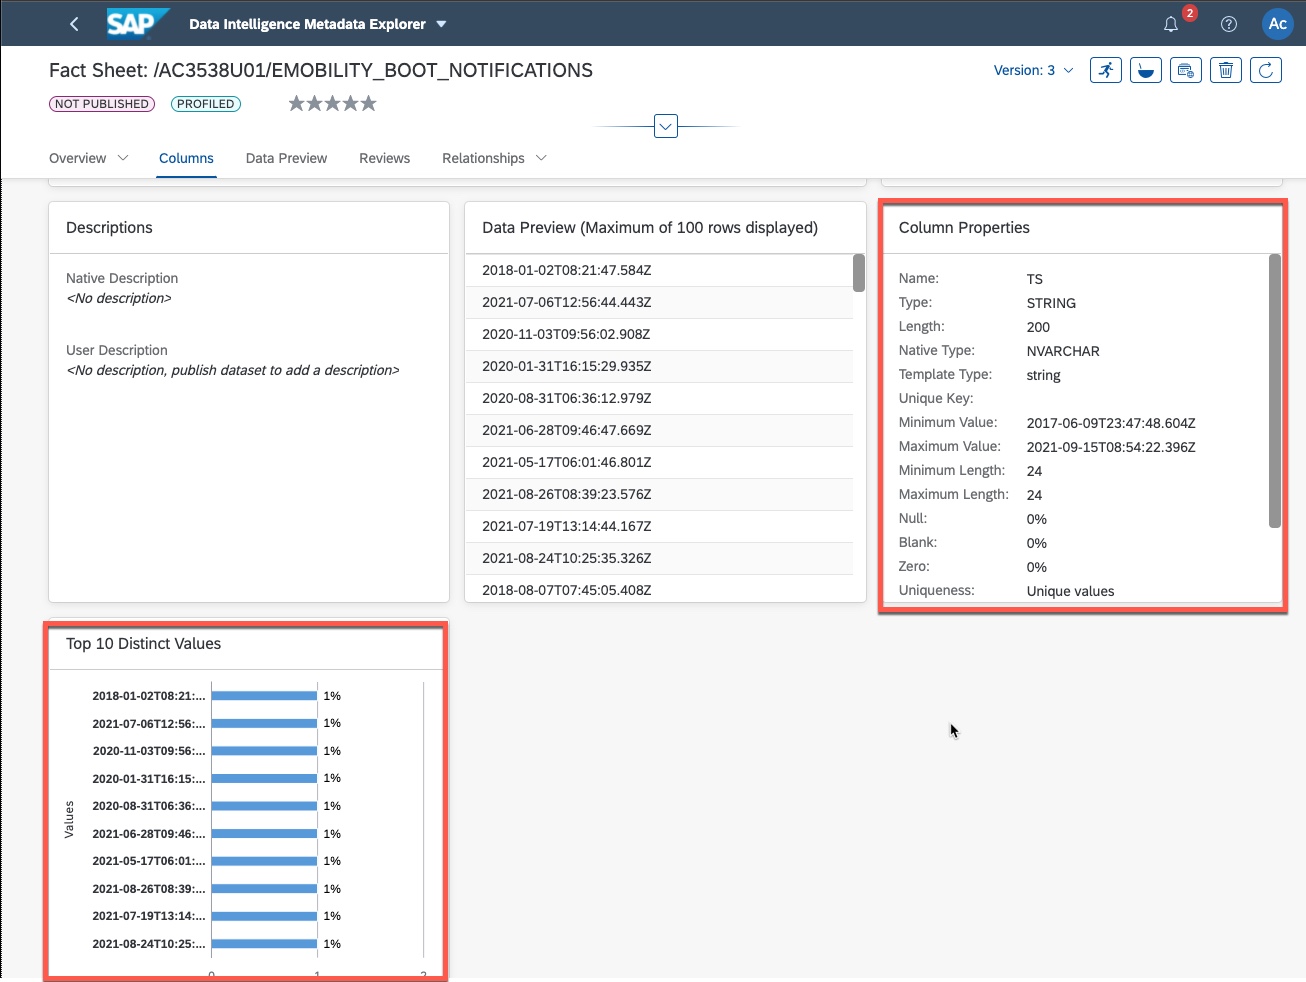 SAP
Data Intelligence Metadata Explorer
2
Ac
Fact Sheet: /AC3538U01/EMOBILITY_BOOT_NOTIFICATIONS
Version: 3
NOT PUBLISHED
PROFILED
Overview
Columns
Data Preview
Reviews
Relationships
Descriptions
Native Description
<No description>
User Description
<No description, publish dataset to add a description>
Data Preview (Maximum of 100 rows displayed)
2018-01-02T08:21:47.584Z
2021-07-06T12:56:44.443Z
2020-11-03T09:56:02.908Z
2020-01-31T16:15:29.935Z
2020-08-31T06:36:12.979Z
2021-06-28T09:46:47.669Z
2021-05-17T06:01:46.801Z
2021-08-26T08:39:23.576Z
2021-07-19T13:14:44.167Z
2021-08-24T10:25:35.326Z
2018-08-07T07:45:05.408Z
Column Properties
Name: TS
Type: STRING
Length: 200
Native Type: NVARCHAR
Template Type: string
Unique Key:
Minimum Value: 2017-06-09T23:47:48.604Z
Maximum Value: 2021-09-15T08:54:22.396Z
Minimum Length: 24
Maximum Length: 24
Null: 0%
Blank: 0%
Zero: 0%
Uniqueness: Unique values
Top 10 Distinct Values
Values
2018-01-02T08:21:... 1%
2021-07-06T12:56:... 1%
2020-11-03T09:56:... 1%
2020-01-31T16:15:... 1%
2020-08-31T06:36:... 1%
2021-06-28T09:46:... 1%
2021-05-17T06:01:... 1%
2021-08-26T08:39:... 1%
2021-07-19T13:14:... 1%
2021-08-24T10:25:... 1%
0 1 2